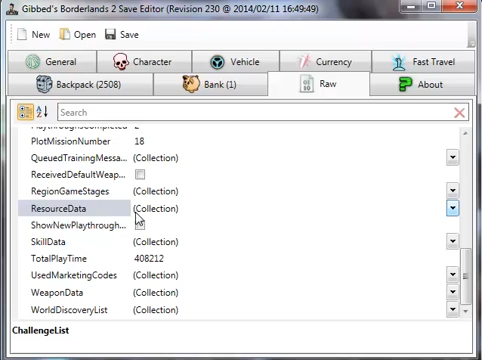 Gibbed's Borderlands 2 Save Editor (Revision 230 @ 2014/02/11 16:49:49)
New Open Save
General Character Vehicle Currency Fast Travel
Backpack (2508) Bank (1) Raw About
Search
PlaythroughsCompleted 2
PlotMissionNumber 18
QueuedTrainingMessa... (Collection)
ReceivedDefaultWeap...
RegionGameStages (Collection)
ResourceData (Collection)
ShowNewPlaythrough...
SkillData (Collection)
TotalPlayTime 408212
UsedMarketingCodes (Collection)
WeaponData (Collection)
WorldDiscoveryList (Collection)
ChallengeList